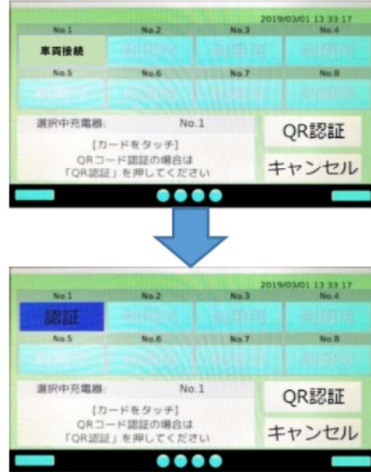 2019/03/01 13 33 17
No.1 No.2 No.3 No.4
車両接続
No.5 No.6 No.7 No.8
選択中充電器: No.1
[カードをタッチ]
QRコード認証の場合は
「QR認証」を押してください
QR認証
キャンセル
2019/03/01 13 33 17
No.1 No.2 No.3 No.4
認証
No.5 No.6 No.7 No.8
選択中充電器: No.1
[カードをタッチ]
QRコード認証の場合は
「QR認証」を押してください
QR認証
キャンセル